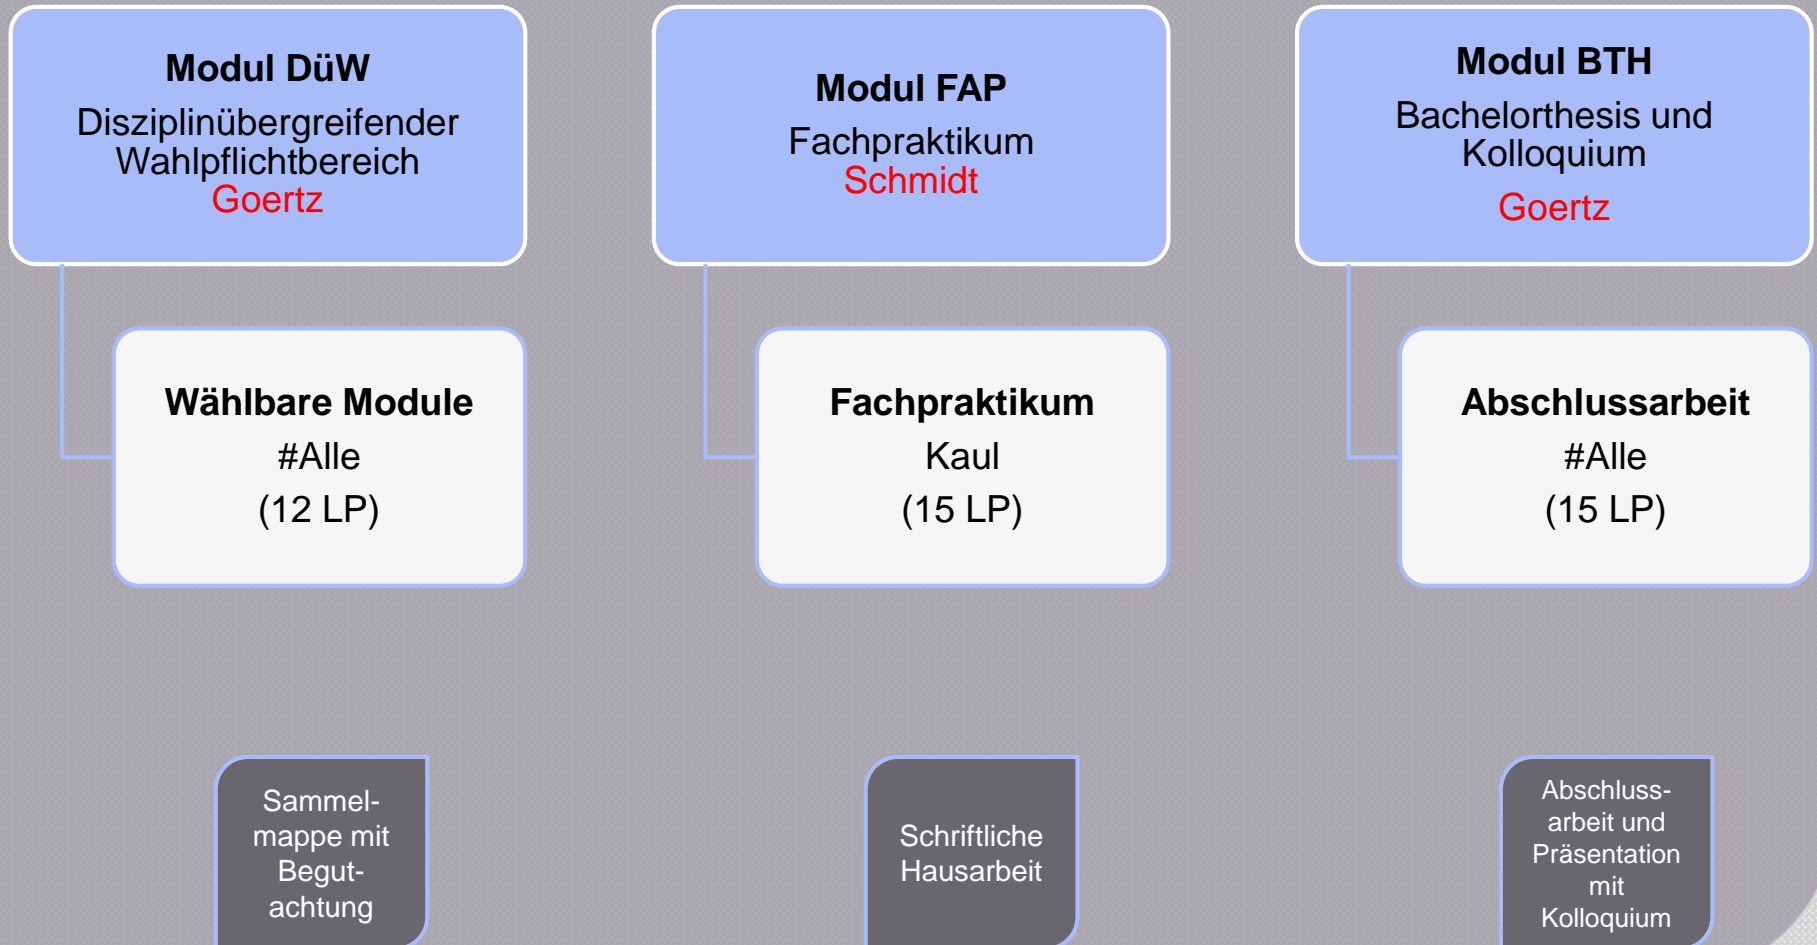 Modul DüW
Disziplinübergreifender
Wahlpflichtbereich
Goertz
Wählbare Module
#Alle
(12 LP)
Sammel-
mappe mit
Begut-
achtung
Modul FAP
Fachpraktikum
Schmidt
Fachpraktikum
Kaul
(15 LP)
Schriftliche
Hausarbeit
Modul BTH
Bachelorthesis und
Kolloquium
Goertz
Abschlussarbeit
#Alle
(15 LP)
Abschluss-
arbeit und
Präsentation
mit
Kolloquium